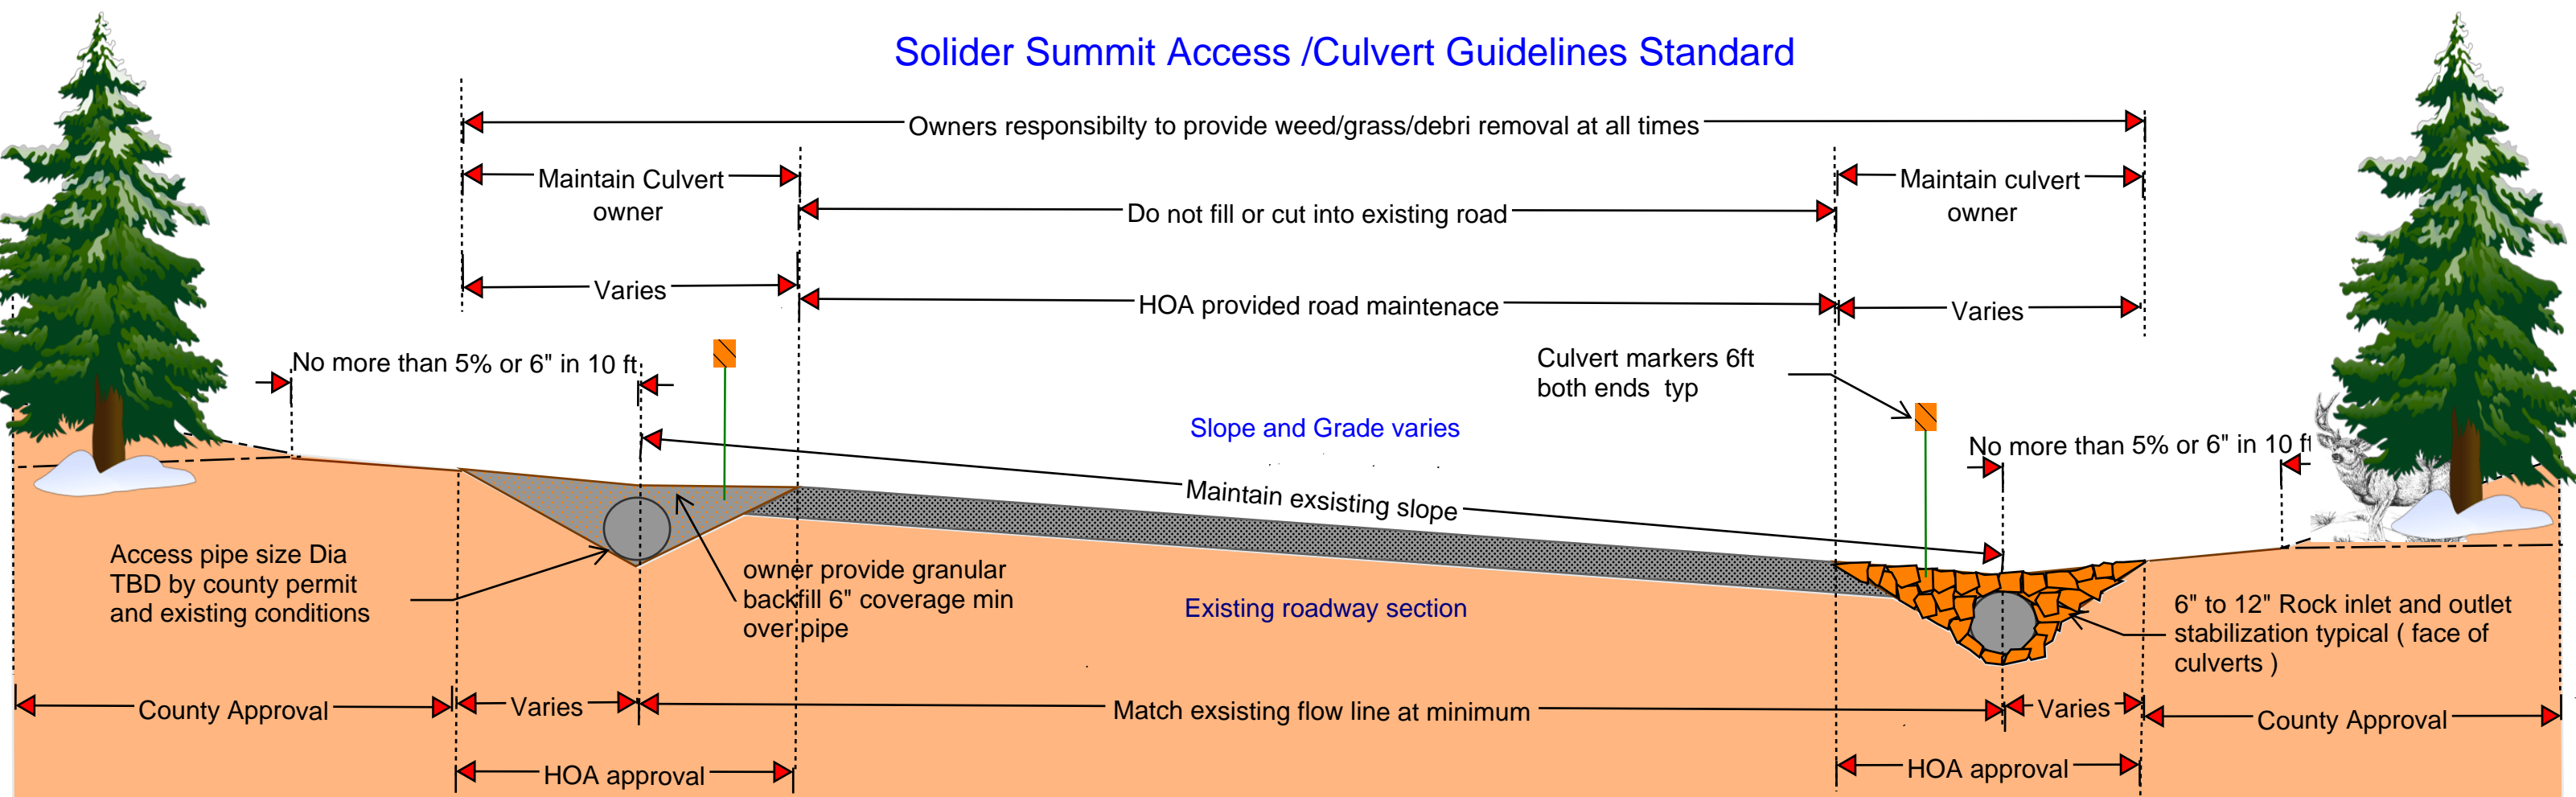 Solider Summit Access /Culvert Guidelines Standard
Owners responsibilty to provide weed/grass/debri removal at all times
Maintain Culvert
owner
Maintain culvert
owner
Do not fill or cut into existing road
Varies
HOA provided road maintenace
Varies
No more than 5% or 6" in 10 ft
Culvert markers 6ft
both ends typ
Slope and Grade varies
No more than 5% or 6" in 10 ft
Maintain exsisting slope
Access pipe size Dia
TBD by county permit
and existing conditions
owner provide granular
backfill 6" coverage min
over pipe
Existing roadway section
6" to 12" Rock inlet and outlet
stabilization typical ( face of
culverts )
County Approval
Varies
Match exsisting flow line at minimum
Varies
County Approval
HOA approval
HOA approval